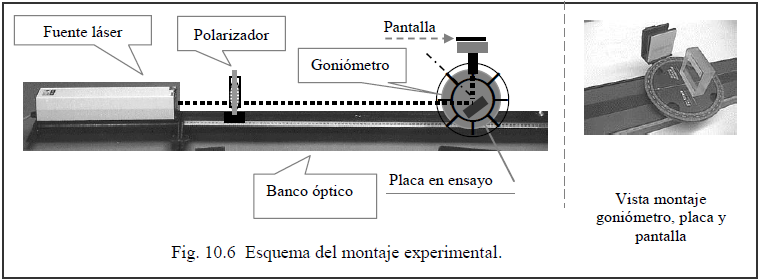 Fuente láser
Polarizador
Pantalla
Goniómetro
Banco óptico
Placa en ensayo
Vista montaje
goniómetro, placa y
pantalla
Fig. 10.6 Esquema del montaje experimental.